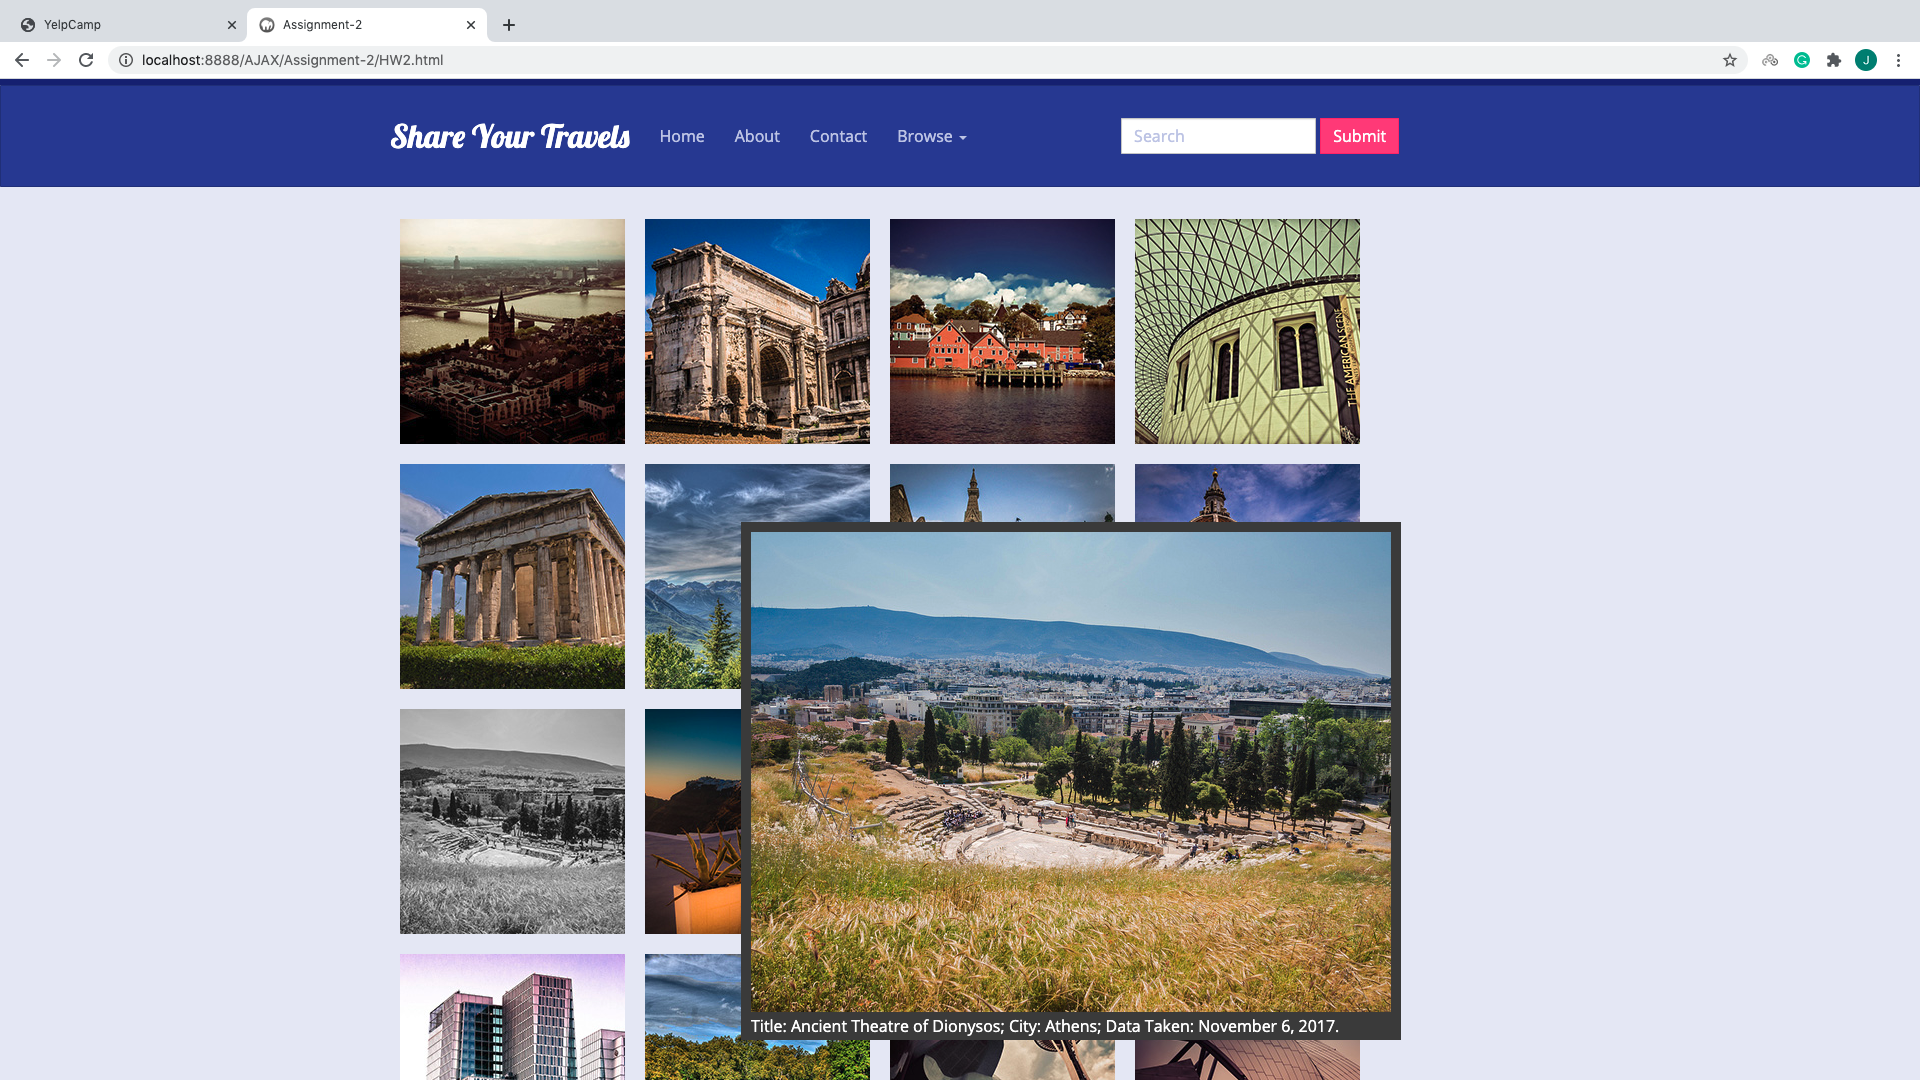 YelpCamp
Assignment-2
localhost:8888/AJAX/Assignment-2/HW2.html
J
Share Your Travels
Home
About
Contact
Browse
Search
Submit
THE AMERICAN SCENE
Title: Ancient Theatre of Dionysos; City: Athens; Data Taken: November 6, 2017.